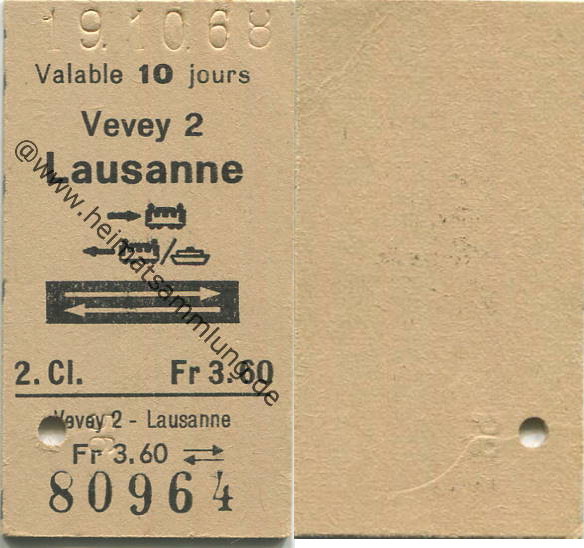 19.10.68
Valable 10 jours
Vevey 2
Lausanne
2. Cl. Fr 3.60
Vevey 2 - Lausanne
Fr 3.60
80964
@www.heimatsammlung.de